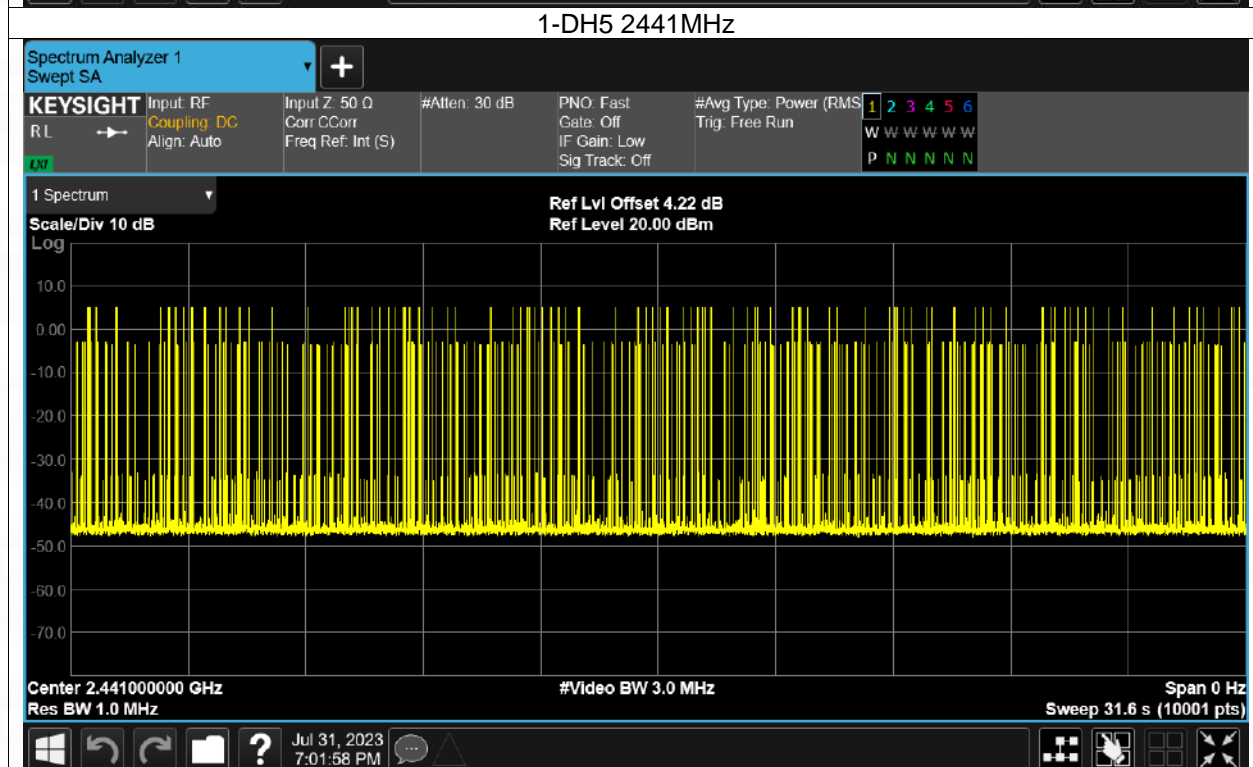 1-DH5 2441MHz
Spectrum Analyzer 1
Swept SA
+
KEYSIGHT
R L
LXI
Input: RF
Coupling: DC
Align: Auto
Input Z: 50 Ω
Corr CCorr
Freq Ref: Int (S)
#Atten: 30 dB
PNO: Fast
Gate: Off
IF Gain: Low
Sig Track: Off
#Avg Type: Power (RMS
Trig: Free Run
1 2 3 4 5 6
W W W W W W
P N N N N N
1 Spectrum
Scale/Div 10 dB
Log
Ref Lvl Offset 4.22 dB
Ref Level 20.00 dBm
10.0
0.00
-10.0
-20.0
-30.0
-40.0
-50.0
-60.0
-70.0
Center 2.441000000 GHz
Res BW 1.0 MHz
#Video BW 3.0 MHz
Span 0 Hz
Sweep 31.6 s (10001 pts)
?
Jul 31, 2023
7:01:58 PM